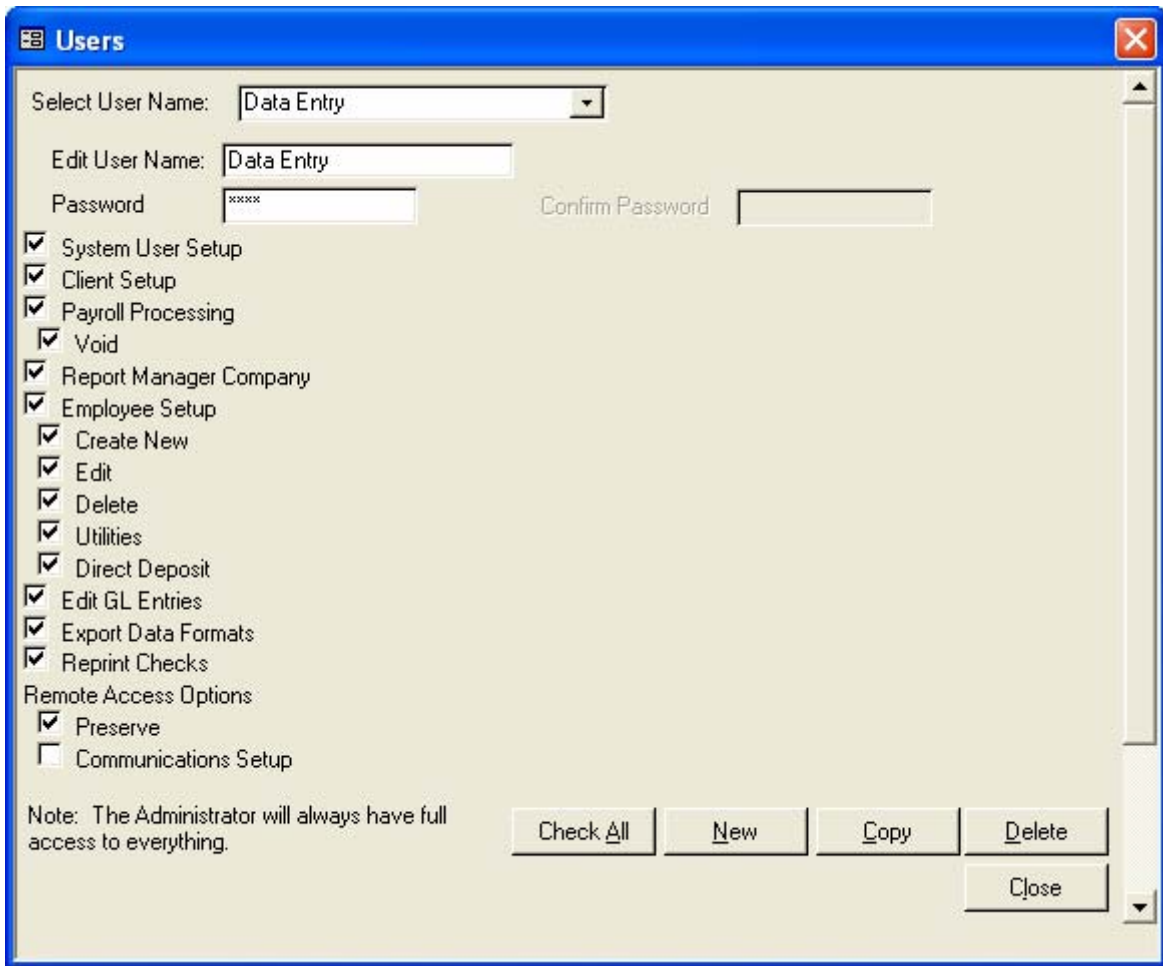 Users
Select User Name: Data Entry
Edit User Name: Data Entry
Password **** Confirm Password
System User Setup
Client Setup
Payroll Processing
Void
Report Manager Company
Employee Setup
Create New
Edit
Delete
Utilities
Direct Deposit
Edit GL Entries
Export Data Formats
Reprint Checks
Remote Access Options
Preserve
Communications Setup
Note: The Administrator will always have full
access to everything.
Check All New Copy Delete
Close